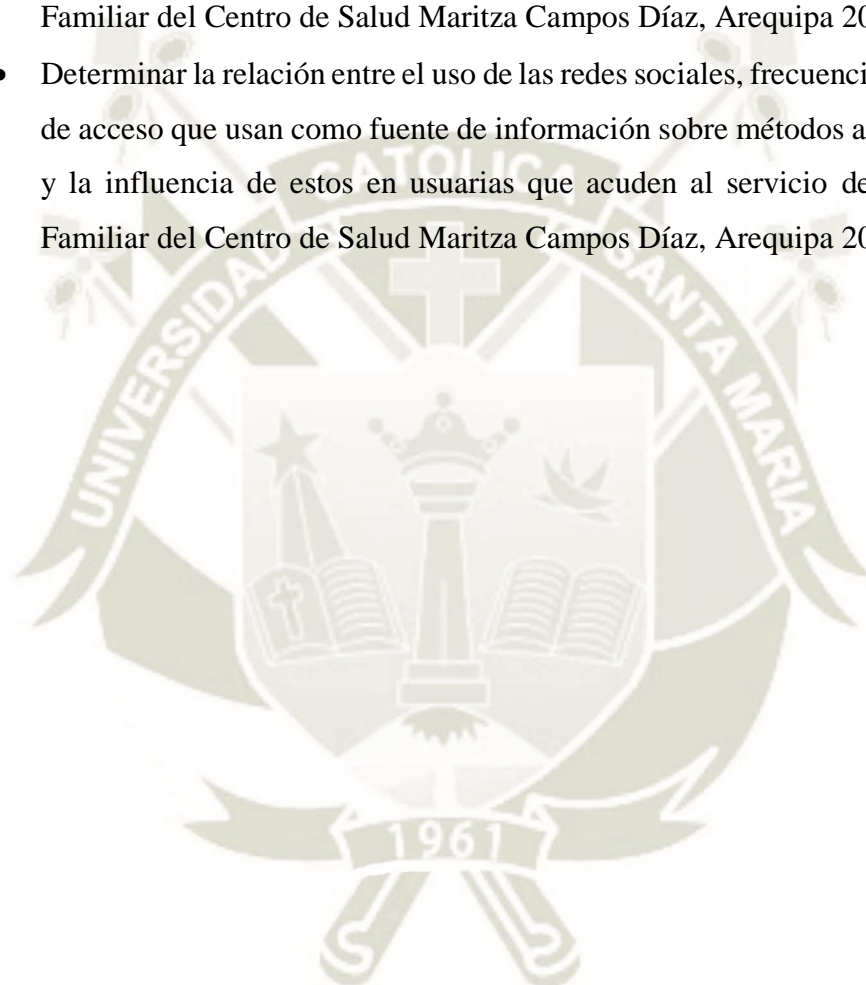 Familiar del Centro de Salud Maritza Campos Díaz, Arequipa 20
• Determinar la relación entre el uso de las redes sociales, frecuenci
de acceso que usan como fuente de información sobre métodos a
y la influencia de estos en usuarias que acuden al servicio de
Familiar del Centro de Salud Maritza Campos Díaz, Arequipa 20
UNIVERSIDAD CATOLICA SANTA MARIA
1961